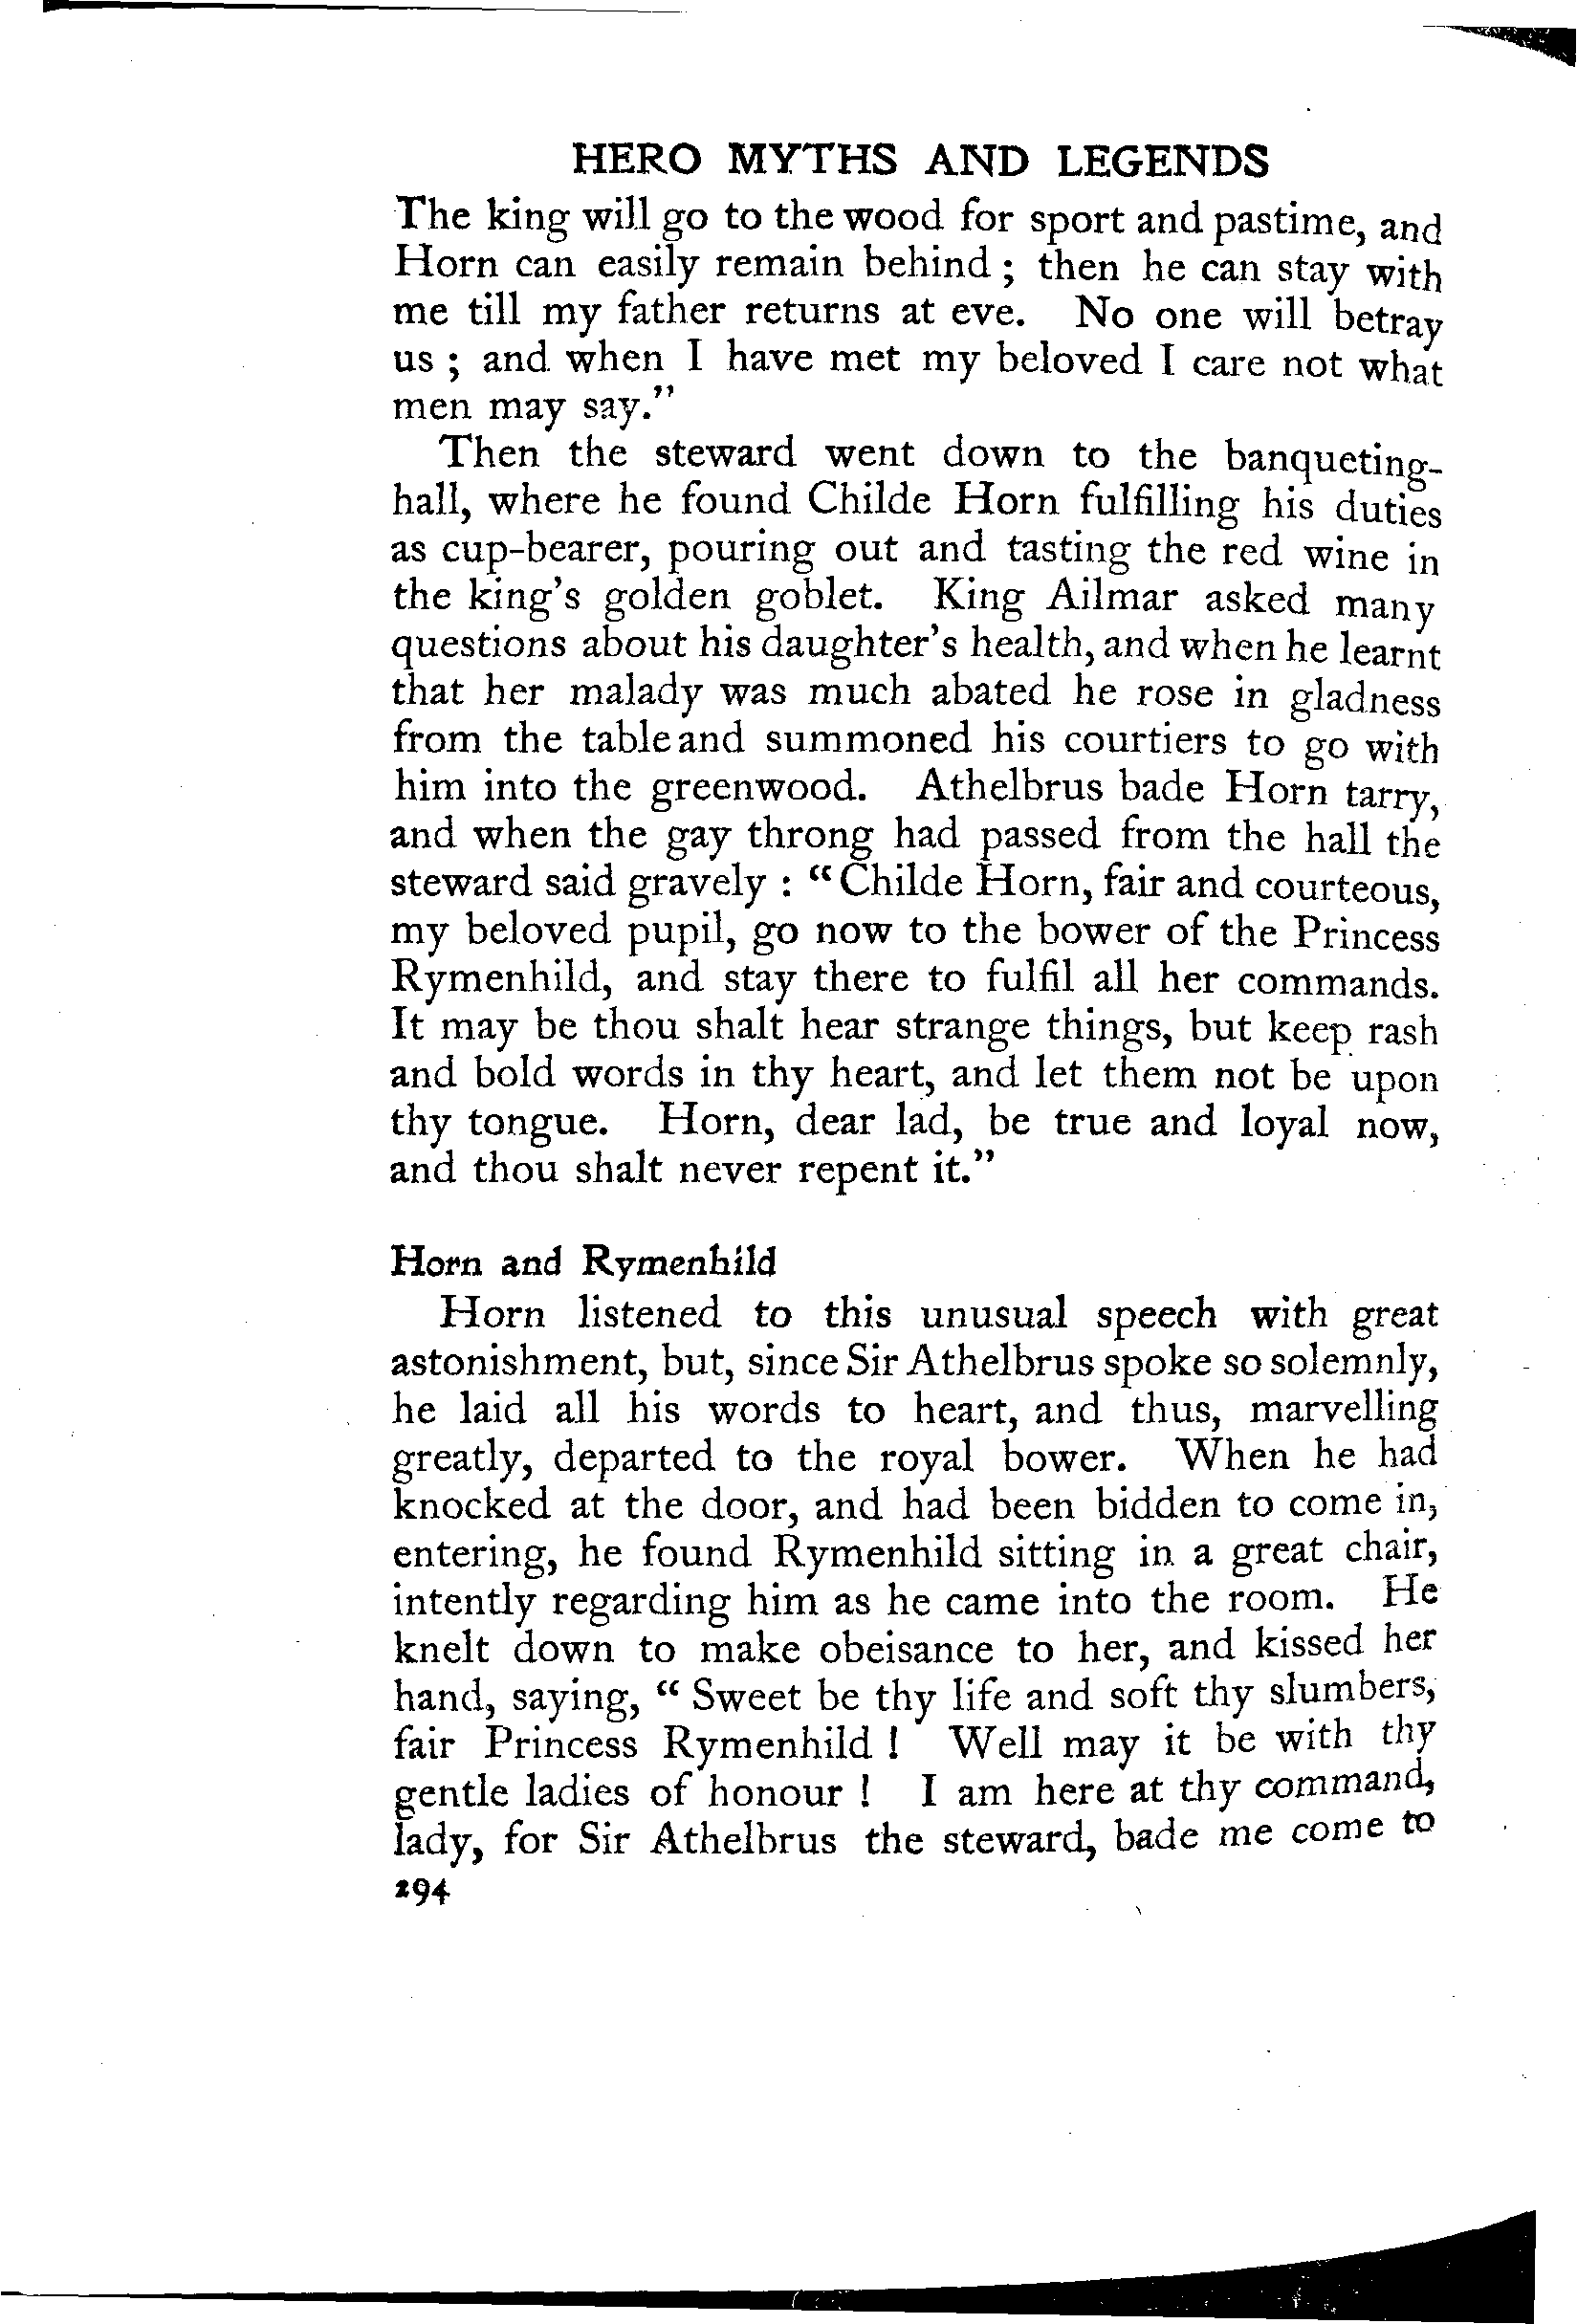 HERO MYTHS AND LEGENDS
The king will go to the wood for sport and pastime, and
Horn can easily remain behind ; then he can stay with
me till my father returns at eve. No one will betray
us ; and when I have met my beloved I care not what
men may say."
Then the steward went down to the banqueting-
hall, where he found Childe Horn fulfilling his duties
as cup-bearer, pouring out and tasting the red wine in
the king's golden goblet. King Ailmar asked many
questions about his daughter's health, and when he learnt
that her malady was much abated he rose in gladness
from the table and summoned his courtiers to go with
him into the greenwood. Athelbrus bade Horn tarry,
and when the gay throng had passed from the hall the
steward said gravely : "Childe Horn, fair and courteous,
my beloved pupil, go now to the bower of the Princess
Rymenhild, and stay there to fulfil all her commands.
It may be thou shalt hear strange things, but keep rash
and bold words in thy heart, and let them not be upon
thy tongue. Horn, dear lad, be true and loyal now,
and thou shalt never repent it."
Horn and Rymenhild
Horn listened to this unusual speech with great
astonishment, but, since Sir Athelbrus spoke so solemnly,
he laid all his words to heart, and thus, marvelling
greatly, departed to the royal bower. When he had
knocked at the door, and had been bidden to come in,
entering, he found Rymenhild sitting in a great chair,
intently regarding him as he came into the room. He
knelt down to make obeisance to her, and kissed her
hand, saying, "Sweet be thy life and soft thy slumbers,
fair Princess Rymenhild ! Well may it be with thy
gentle ladies of honour ! I am here at thy command,
lady, for Sir Athelbrus the steward, bade me come to
294